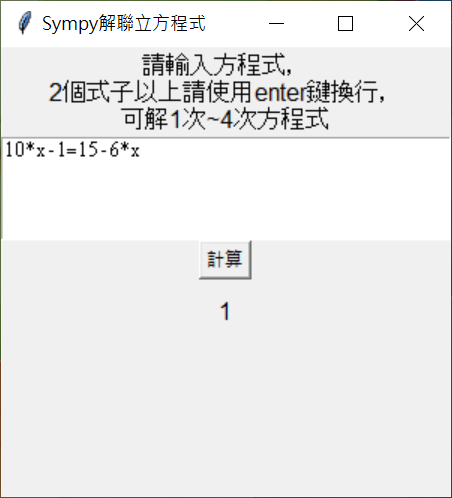 Sympy解聯立方程式
請輸入方程式,
2個式子以上請使用enter鍵換行,
可解1次~4次方程式
10*x-1=15-6*x
計算
1